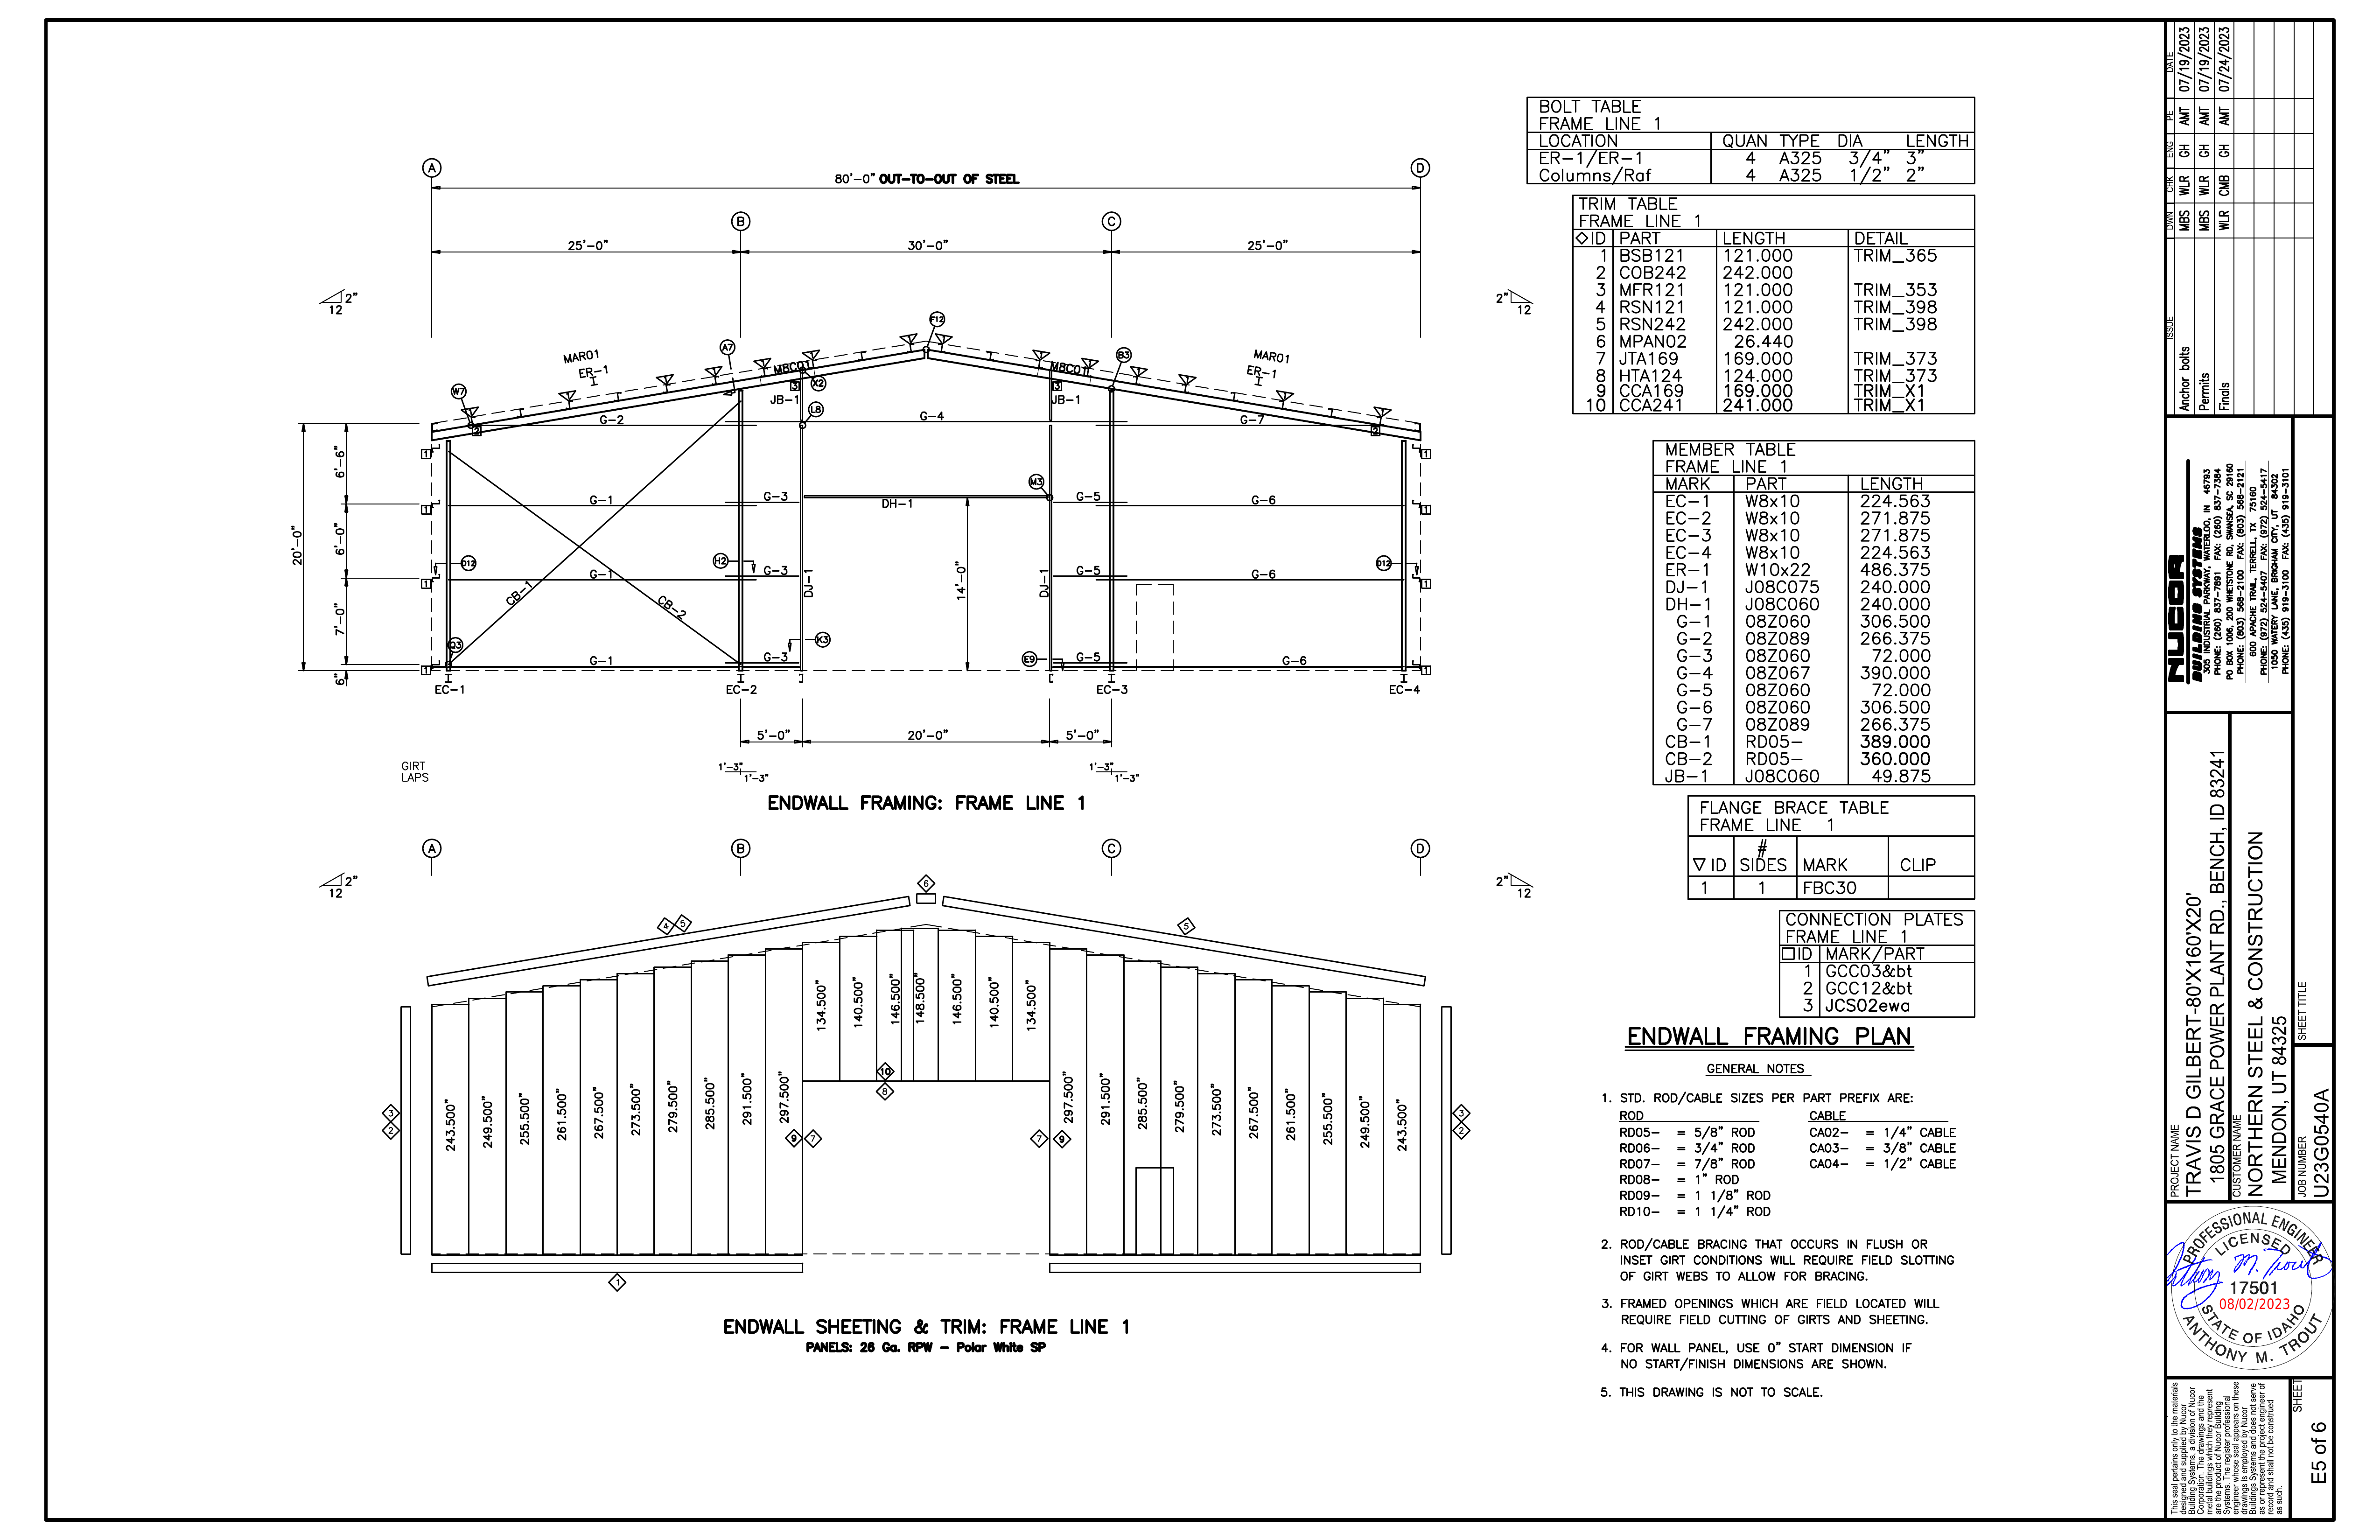 A
D
80'-0" OUT-TO-OUT OF STEEL
B
C
25'-0"
30'-0"
25'-0"
2"
12
2"
12
F12
A7
B3
MAR01
ER-1
MAR01
ER-1
MBC01
MBC01
W7
3
X2
3
JB-1
JB-1
L8
G-2
G-4
G-7
2
2
20'-0"
6'-6"
6'-0"
7'-0"
6"
1
1
1
1
1
1
1
1
M3
G-1
G-3
DH-1
G-5
G-6
D12
H2
D12
G-1
G-3
G-5
G-6
CB-1
CB-2
DJ-1
14'-0"
DJ-1
D3
K3
E9
G-1
G-3
G-5
G-6
EC-1
EC-2
EC-3
EC-4
5'-0"
20'-0"
5'-0"
GIRT
LAPS
1'-3"
1'-3"
1'-3"
1'-3"
ENDWALL FRAMING: FRAME LINE 1
A
B
C
D
2"
12
2"
12
6
4
5
5
243.500"
249.500"
255.500"
261.500"
267.500"
273.500"
279.500"
285.500"
291.500"
297.500"
134.500"
140.500"
146.500"
148.500"
146.500"
140.500"
134.500"
297.500"
291.500"
285.500"
279.500"
273.500"
267.500"
261.500"
255.500"
249.500"
243.500"
10
8
3
2
9
7
7
9
3
2
1
ENDWALL SHEETING & TRIM: FRAME LINE 1
PANELS: 26 Ga. RPW - Polar White SP
BOLT TABLE
FRAME LINE 1
LOCATION QUAN TYPE DIA LENGTH
ER-1/ER-1 4 A325 3/4" 3"
Columns/Raf 4 A325 1/2" 2"
TRIM TABLE
FRAME LINE 1
◇ID PART LENGTH DETAIL
1 BSB121 121.000 TRIM_365
2 COB242 242.000
3 MFR121 121.000 TRIM_353
4 RSN121 121.000 TRIM_398
5 RSN242 242.000 TRIM_398
6 MPAN02 26.440
7 JTA169 169.000 TRIM_373
8 HTA124 124.000 TRIM_373
9 CCA169 169.000 TRIM_X1
10 CCA241 241.000 TRIM_X1
MEMBER TABLE
FRAME LINE 1
MARK PART LENGTH
EC-1 W8x10 224.563
EC-2 W8x10 271.875
EC-3 W8x10 271.875
EC-4 W8x10 224.563
ER-1 W10x22 486.375
DJ-1 J08C075 240.000
DH-1 J08C060 240.000
G-1 08Z060 306.500
G-2 08Z089 266.375
G-3 08Z060 72.000
G-4 08Z067 390.000
G-5 08Z060 72.000
G-6 08Z060 306.500
G-7 08Z089 266.375
CB-1 RD05- 389.000
CB-2 RD05- 360.000
JB-1 J08C060 49.875
FLANGE BRACE TABLE
FRAME LINE 1
#
▽ID SIDES MARK CLIP
1 1 FBC30
CONNECTION PLATES
FRAME LINE 1
□ID MARK/PART
1 GCC03&bt
2 GCC12&bt
3 JCS02ewa
ENDWALL FRAMING PLAN
GENERAL NOTES
1. STD. ROD/CABLE SIZES PER PART PREFIX ARE:
ROD CABLE
RD05- = 5/8" ROD CA02- = 1/4" CABLE
RD06- = 3/4" ROD CA03- = 3/8" CABLE
RD07- = 7/8" ROD CA04- = 1/2" CABLE
RD08- = 1" ROD
RD09- = 1 1/8" ROD
RD10- = 1 1/4" ROD
2. ROD/CABLE BRACING THAT OCCURS IN FLUSH OR
INSET GIRT CONDITIONS WILL REQUIRE FIELD SLOTTING
OF GIRT WEBS TO ALLOW FOR BRACING.
3. FRAMED OPENINGS WHICH ARE FIELD LOCATED WILL
REQUIRE FIELD CUTTING OF GIRTS AND SHEETING.
4. FOR WALL PANEL, USE 0" START DIMENSION IF
NO START/FINISH DIMENSIONS ARE SHOWN.
5. THIS DRAWING IS NOT TO SCALE.
ISSUE DWN CHK ENG PE DATE
Anchor bolts MBS WLR GH AMT 07/19/2023
Permits MBS WLR GH AMT 07/19/2023
Finals WLR CMB GH AMT 07/24/2023
NUCOR
BUILDING SYSTEMS
305 INDUSTRIAL PARKWAY, WATERLOO, IN 46793
PHONE: (260) 837-7891 FAX: (260) 837-7384
PO BOX 1006, 200 WHETSTONE RD, SWANSEA, SC 29160
PHONE: (803) 568-2100 FAX: (803) 568-2121
600 APACHE TRAIL, TERRELL, TX 75160
PHONE: (972) 524-5407 FAX: (972) 524-5417
1050 WATERY LANE, BRIGHAM CITY, UT 84302
PHONE: (435) 919-3100 FAX: (435) 919-3101
PROJECT NAME
TRAVIS D GILBERT-80'X160'X20'
1805 GRACE POWER PLANT RD., BENCH, ID 83241
CUSTOMER NAME
NORTHERN STEEL & CONSTRUCTION
MENDON, UT 84325
SHEET TITLE
JOB NUMBER
U23G0540A
PROFESSIONAL ENGINEER
LICENSED
Anthony M. Trout
17501
08/02/2023
STATE OF IDAHO
ANTHONY M. TROUT
This seal pertains only to the materials
designed and supplied by Nucor
Building Systems, a division of Nucor
Corporation. The drawings and the
metal buildings which they represent
are the product of Nucor Building
Systems. The register professional
engineer whose seal appears on these
drawings is employed by Nucor
Buildings Systems and does not serve
as or represent the project engineer of
record and shall not be construed
as such.
SHEET
E5 of 6